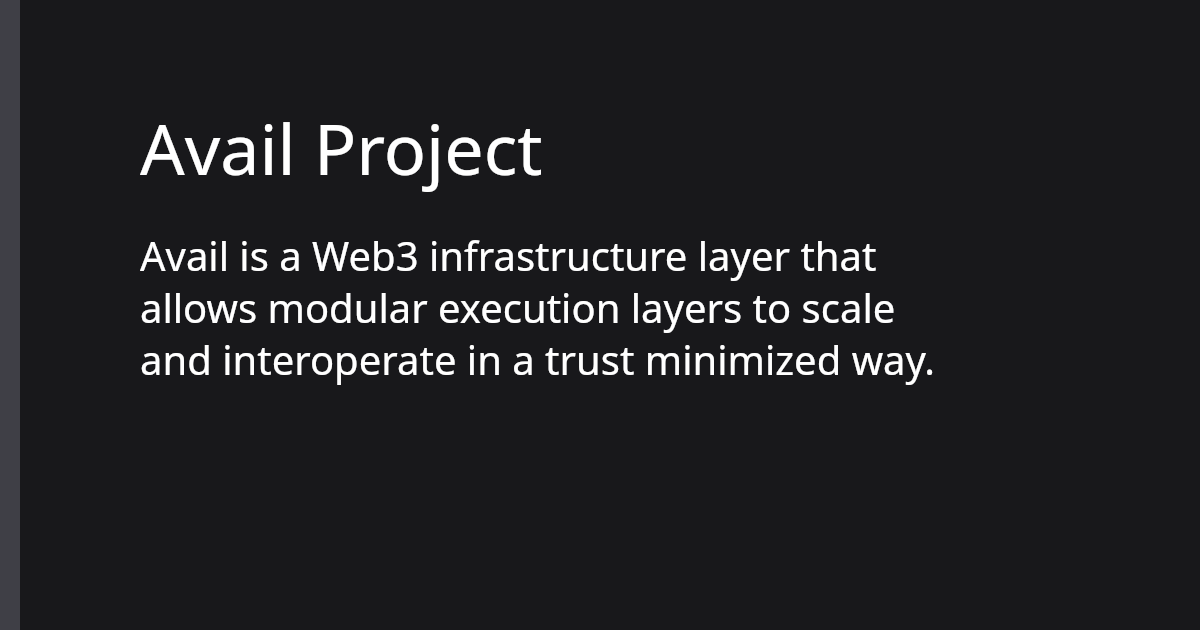 Avail Project
Avail is a Web3 infrastructure layer that
allows modular execution layers to scale
and interoperate in a trust minimized way.